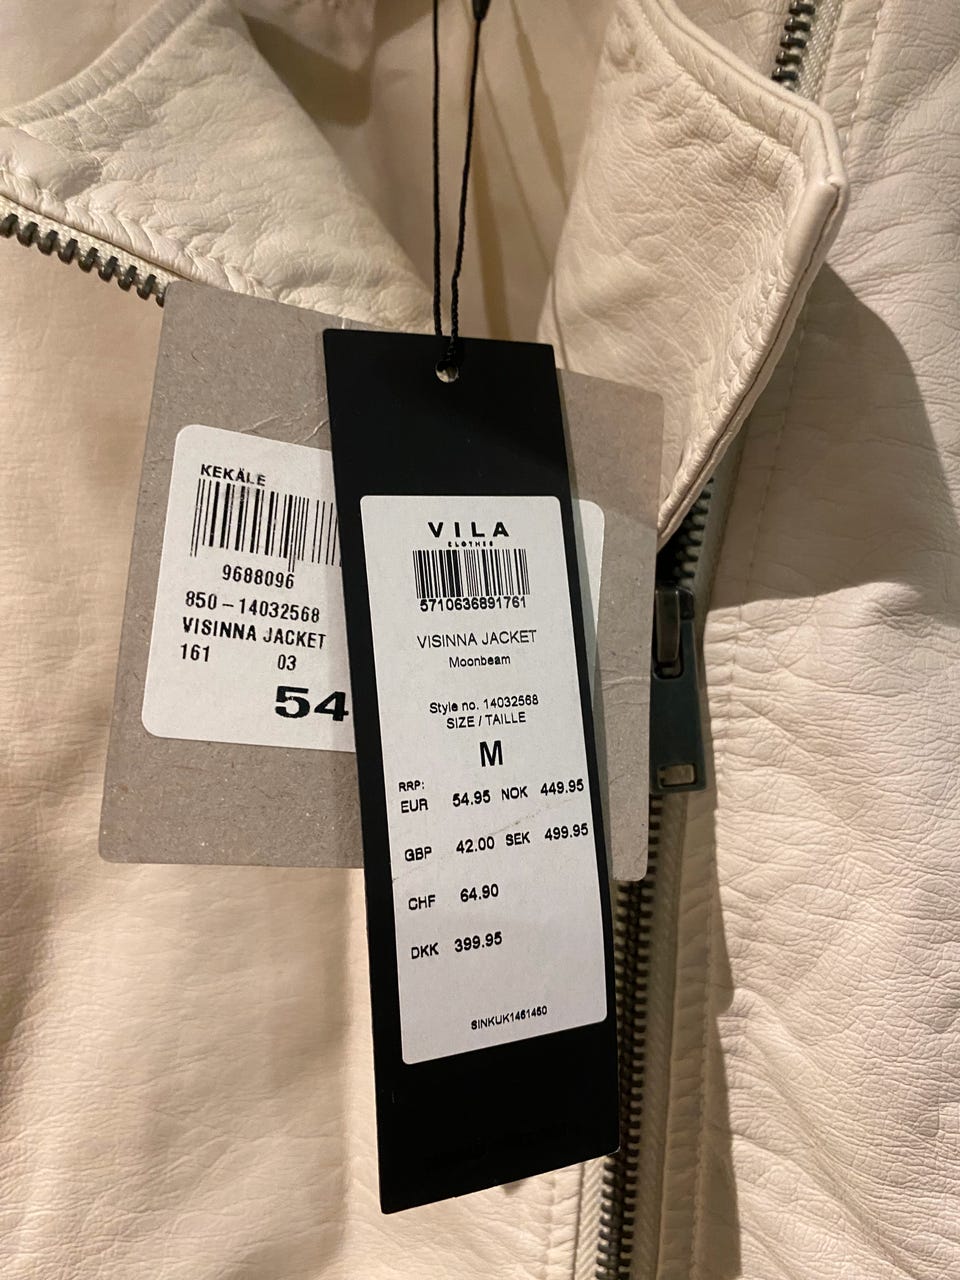 KEKÄLE
9688096
850-14032568
VISINNA JACKET
161 03
54
VILA
CLOTHES
5710636891761
VISINNA JACKET
Moonbeam
Style no. 14032568
SIZE / TAILLE
M
RRP:
EUR 54.95 NOK 449.95
GBP 42.00 SEK 499.95
CHF 64.90
DKK 399.95
SINKUK1461450